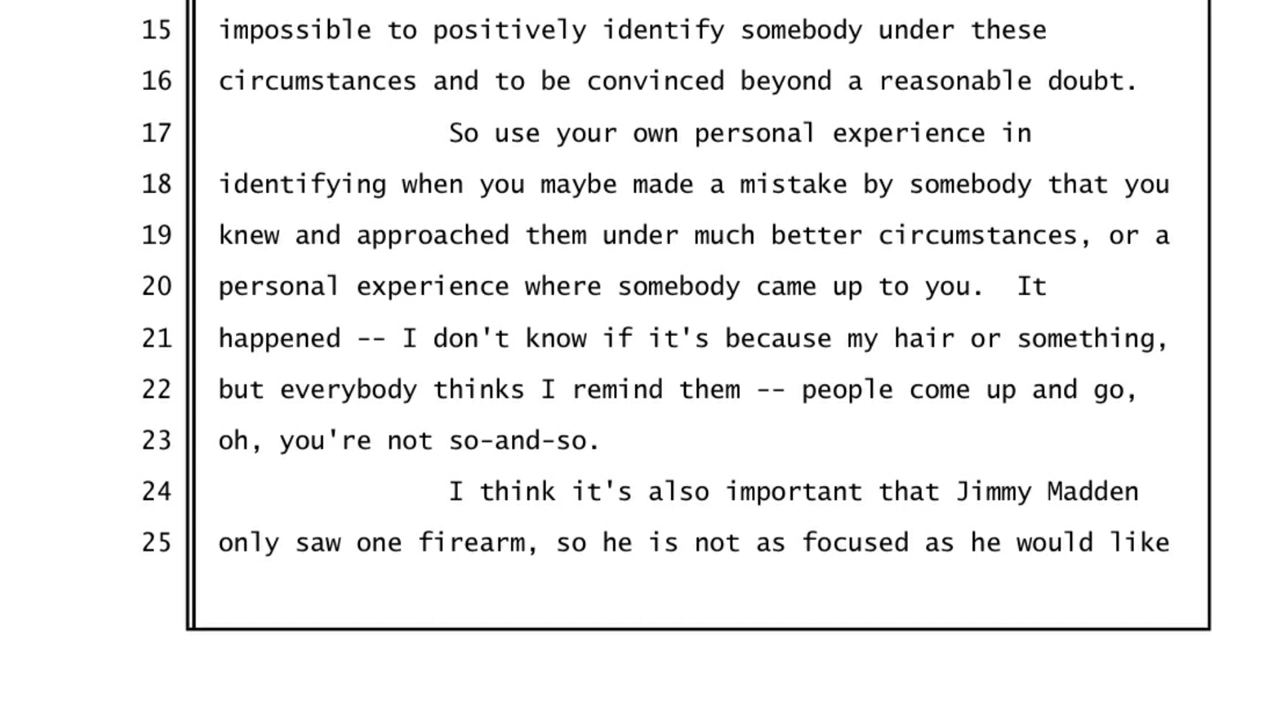 15 impossible to positively identify somebody under these
16 circumstances and to be convinced beyond a reasonable doubt.
17 So use your own personal experience in
18 identifying when you maybe made a mistake by somebody that you
19 knew and approached them under much better circumstances, or a
20 personal experience where somebody came up to you.  It
21 happened -- I don't know if it's because my hair or something,
22 but everybody thinks I remind them -- people come up and go,
23 oh, you're not so-and-so.
24 I think it's also important that Jimmy Madden
25 only saw one firearm, so he is not as focused as he would like